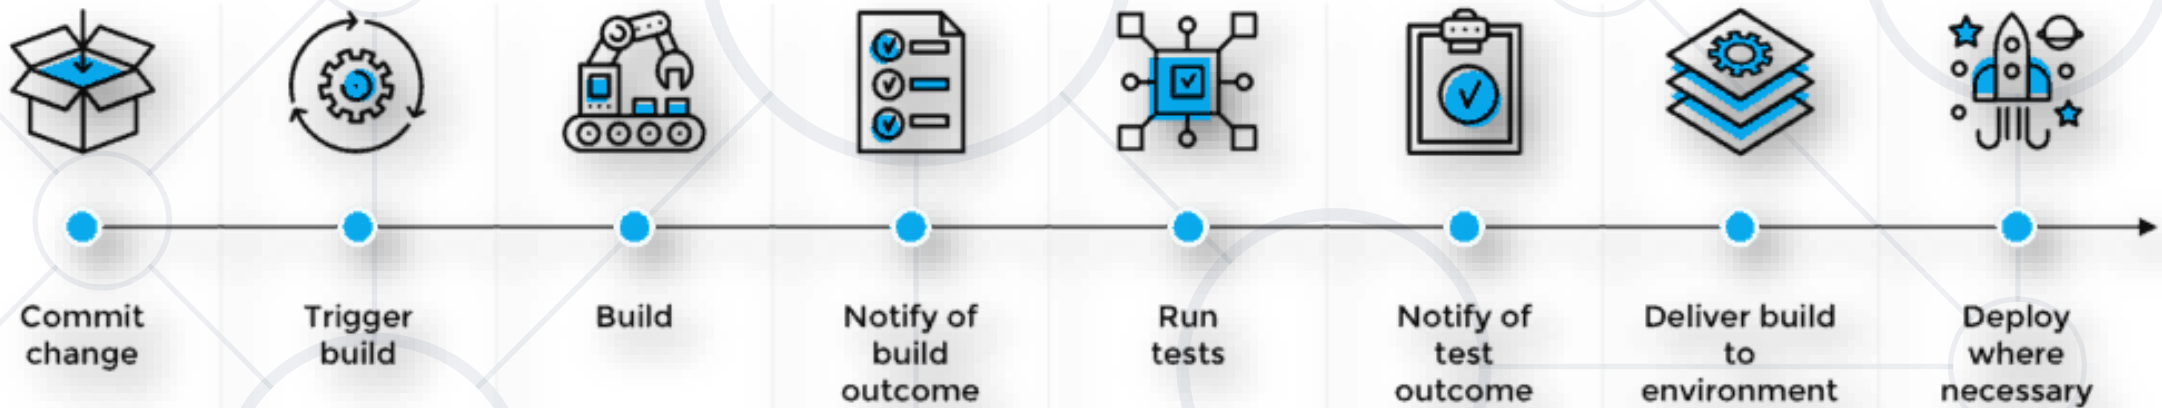 Commit
change
Trigger
build
Build
Notify of
build
outcome
Run
tests
Notify of
test
outcome
Deliver build
to
environment
Deploy
where
necessary